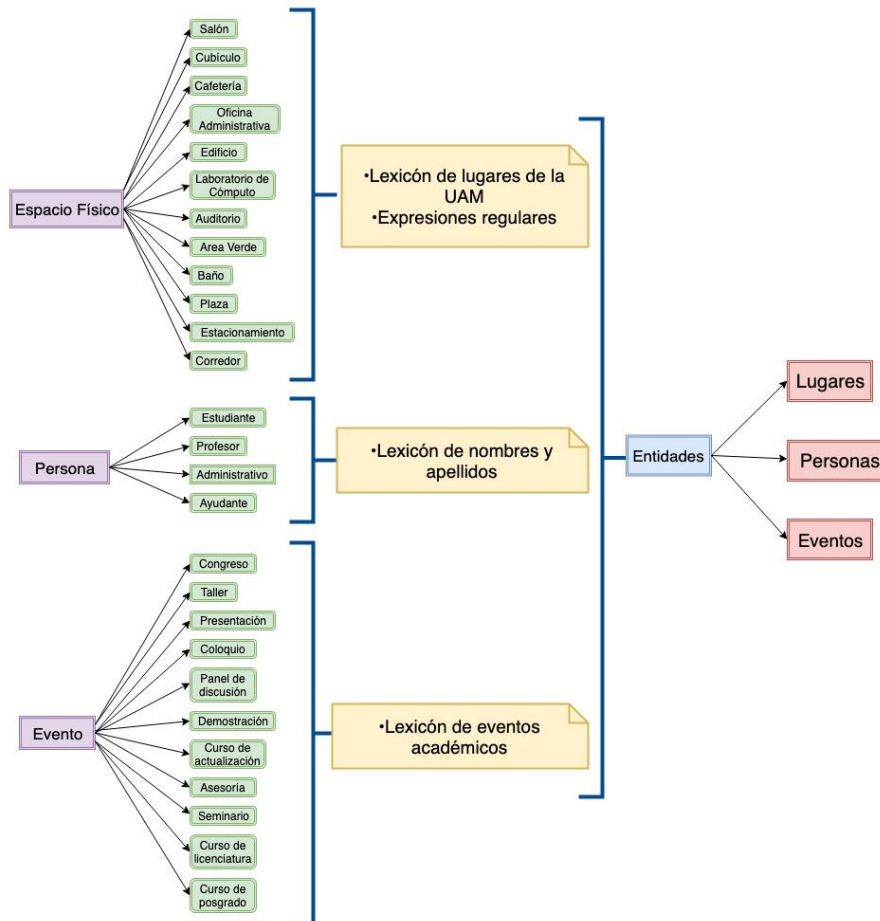 Salón
Cubículo
Cafetería
Oficina
Administrativa
Edificio
Laboratorio de
Cómputo
Auditorio
Area Verde
Baño
Plaza
Estacionamiento
Corredor
Espacio Físico
•Lexicón de lugares de la
UAM
•Expresiones regulares
Estudiante
Profesor
Administrativo
Ayudante
Persona
•Lexicón de nombres y
apellidos
Congreso
Taller
Presentación
Coloquio
Panel de
discusión
Demostración
Curso de
actualización
Asesoría
Seminario
Curso de
licenciatura
Curso de
posgrado
Evento
•Lexicón de eventos
académicos
Entidades
Lugares
Personas
Eventos